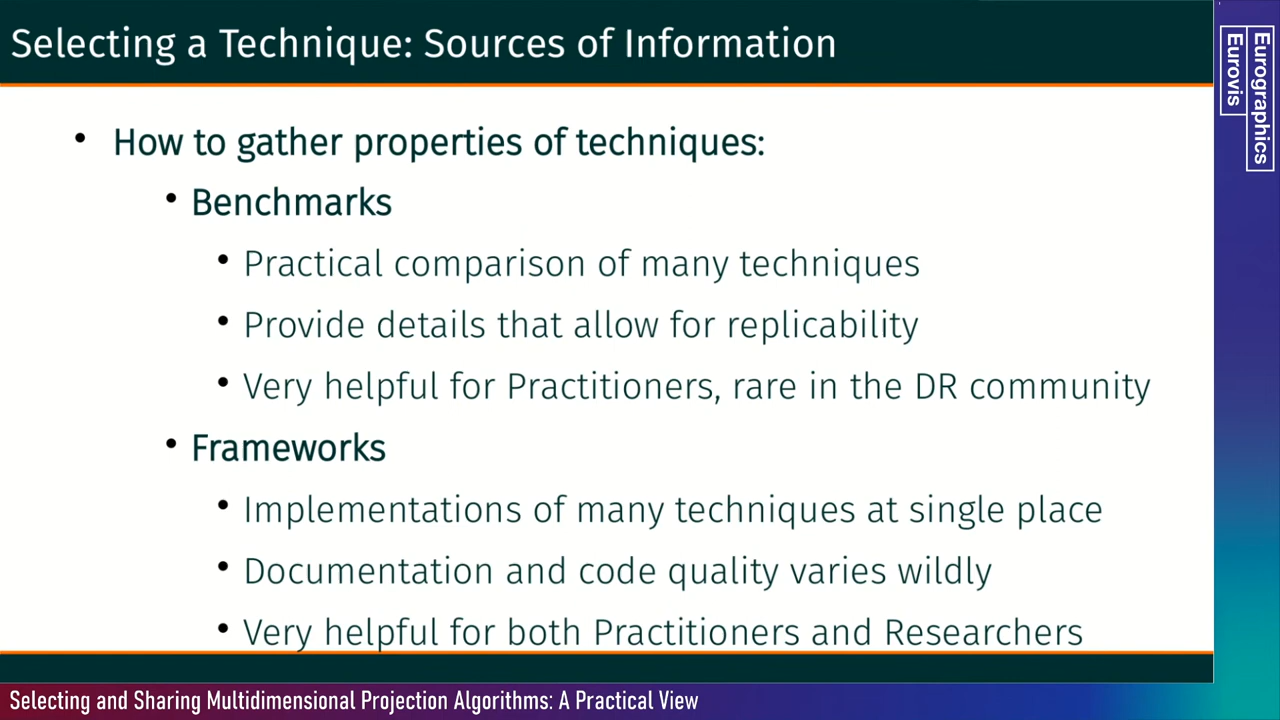 Selecting a Technique: Sources of Information
• How to gather properties of techniques:
• Benchmarks
• Practical comparison of many techniques
• Provide details that allow for replicability
• Very helpful for Practitioners, rare in the DR community
• Frameworks
• Implementations of many techniques at single place
• Documentation and code quality varies wildly
• Very helpful for both Practitioners and Researchers
Eurographics
Eurovis
Selecting and Sharing Multidimensional Projection Algorithms: A Practical View